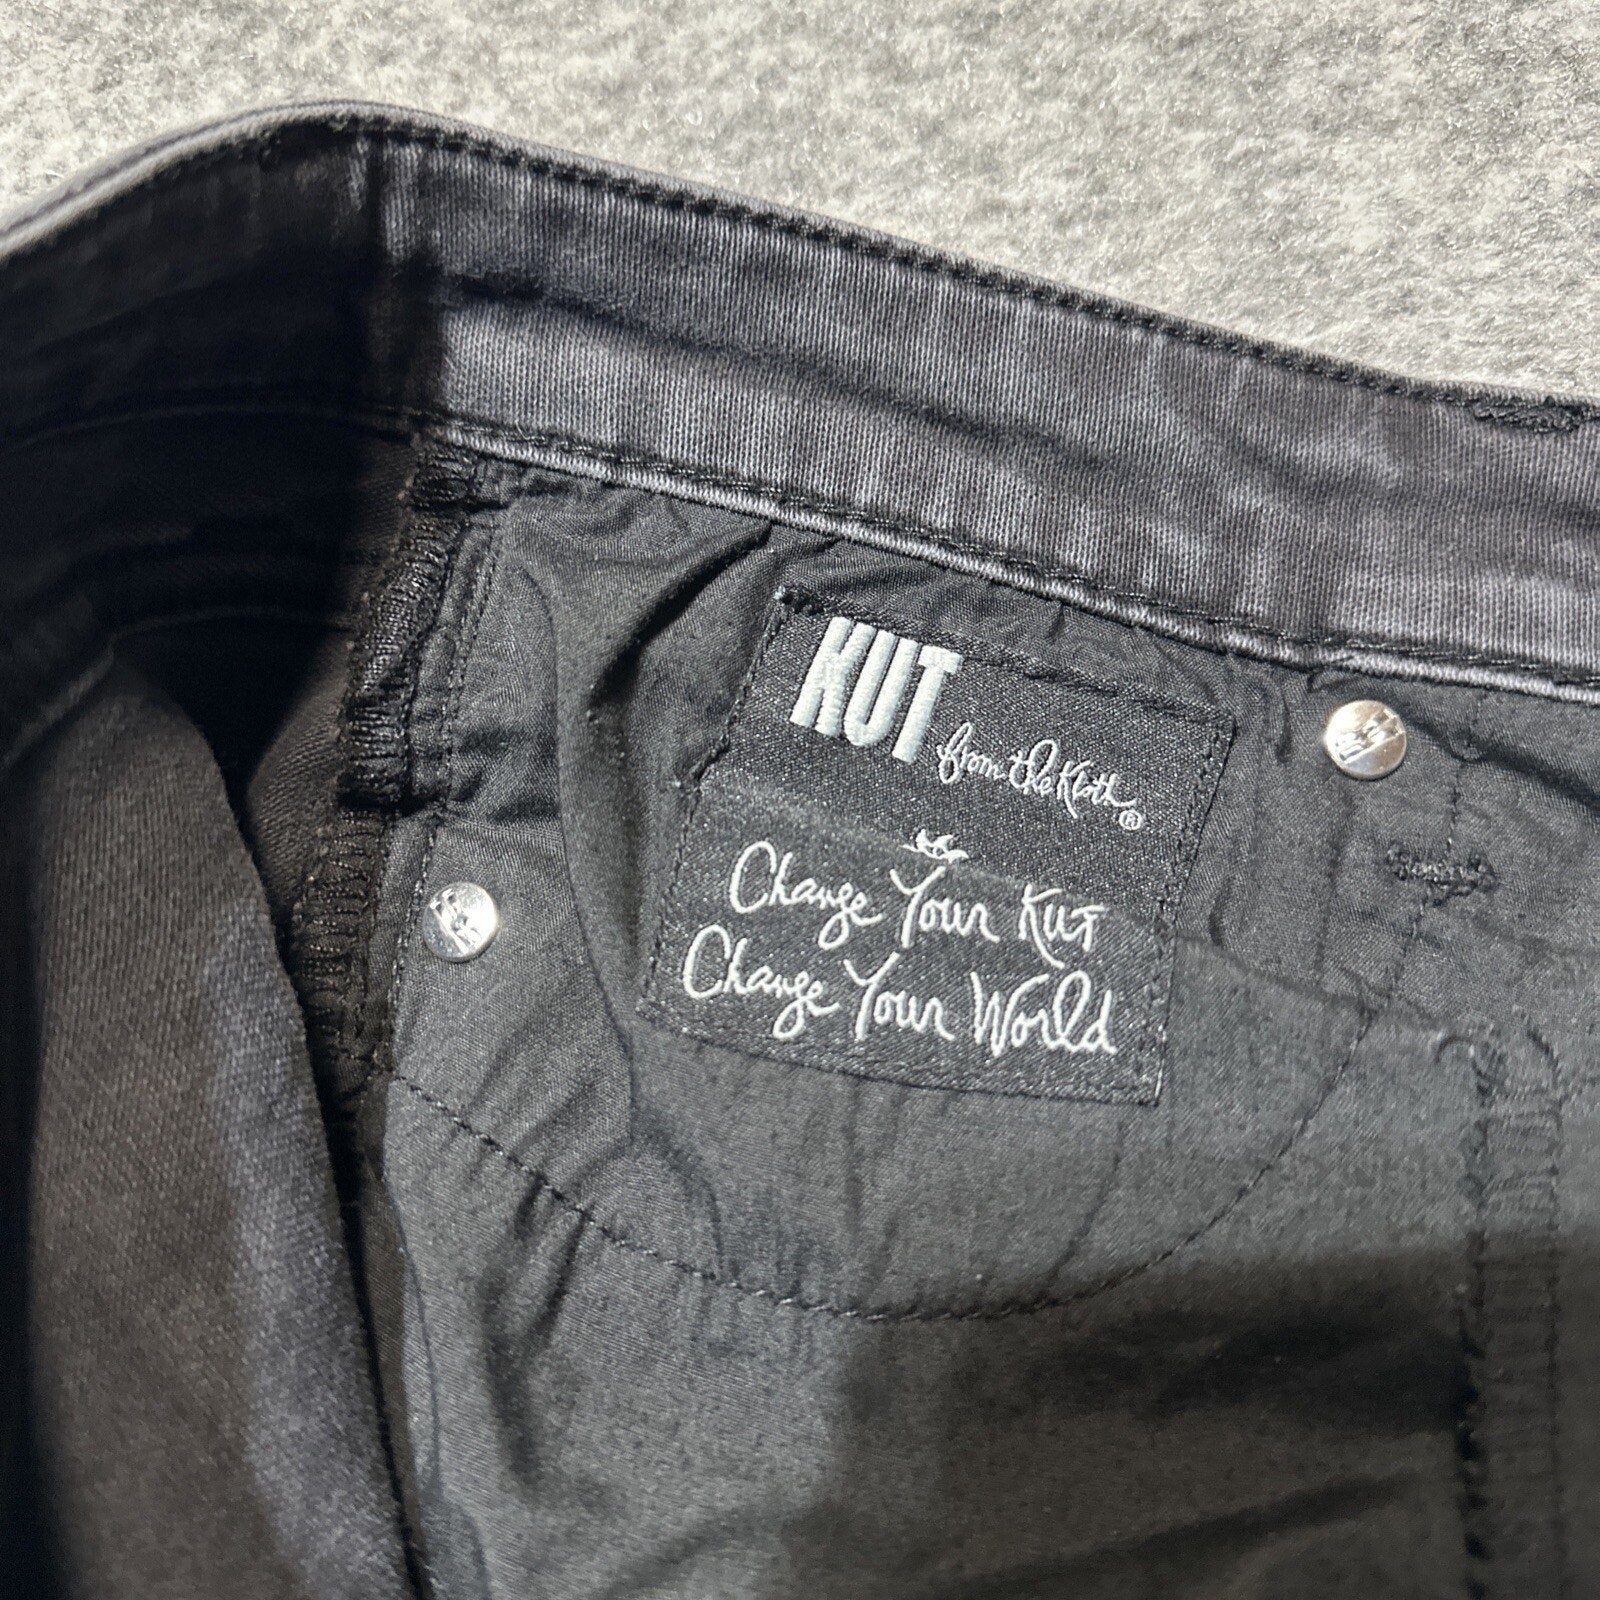 KUT from the Kloth®
Change Your Kut
Change Your World